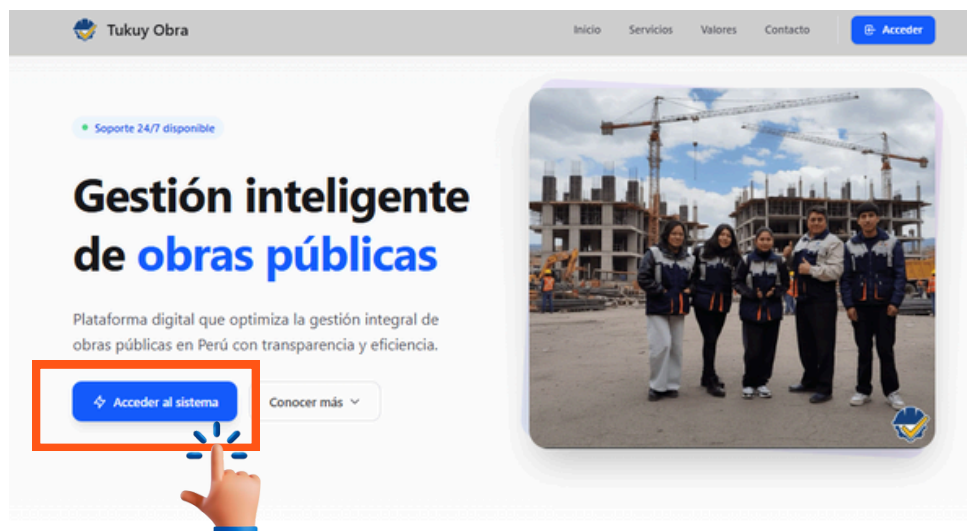 Tukuy Obra
Inicio
Servicios
Valores
Contacto
Acceder
Soporte 24/7 disponible
Gestión inteligente
de obras públicas
Plataforma digital que optimiza la gestión integral de
obras públicas en Perú con transparencia y eficiencia.
Acceder al sistema
Conocer más